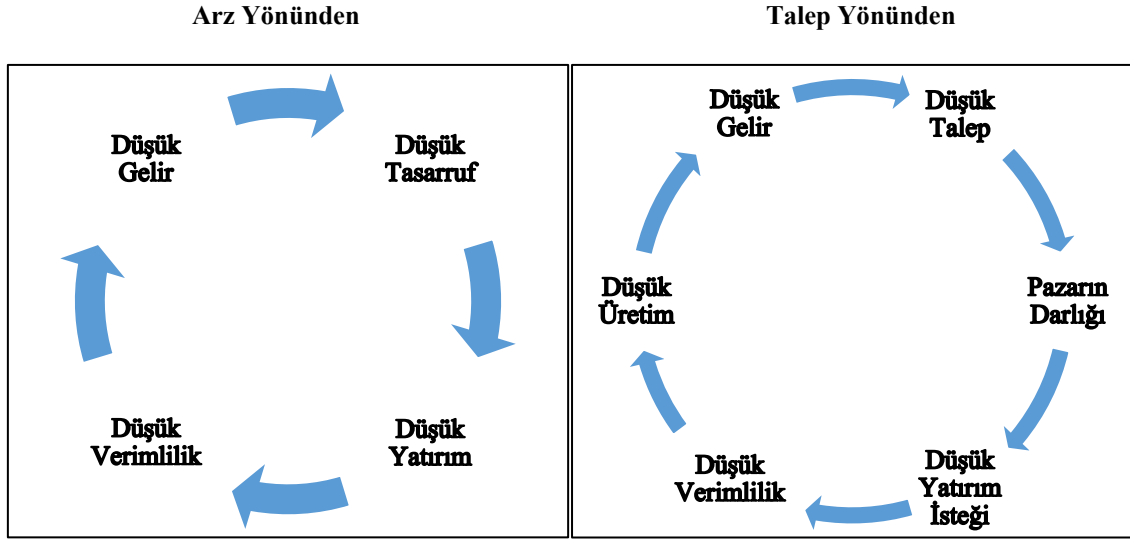 Arz Yönünden
Düşük
Gelir
Düşük
Tasarruf
Düşük
Yatırım
Düşük
Verimlilik
Talep Yönünden
Düşük
Gelir
Düşük
Talep
Pazarın
Darlığı
Düşük
Yatırım
İsteği
Düşük
Verimlilik
Düşük
Üretim